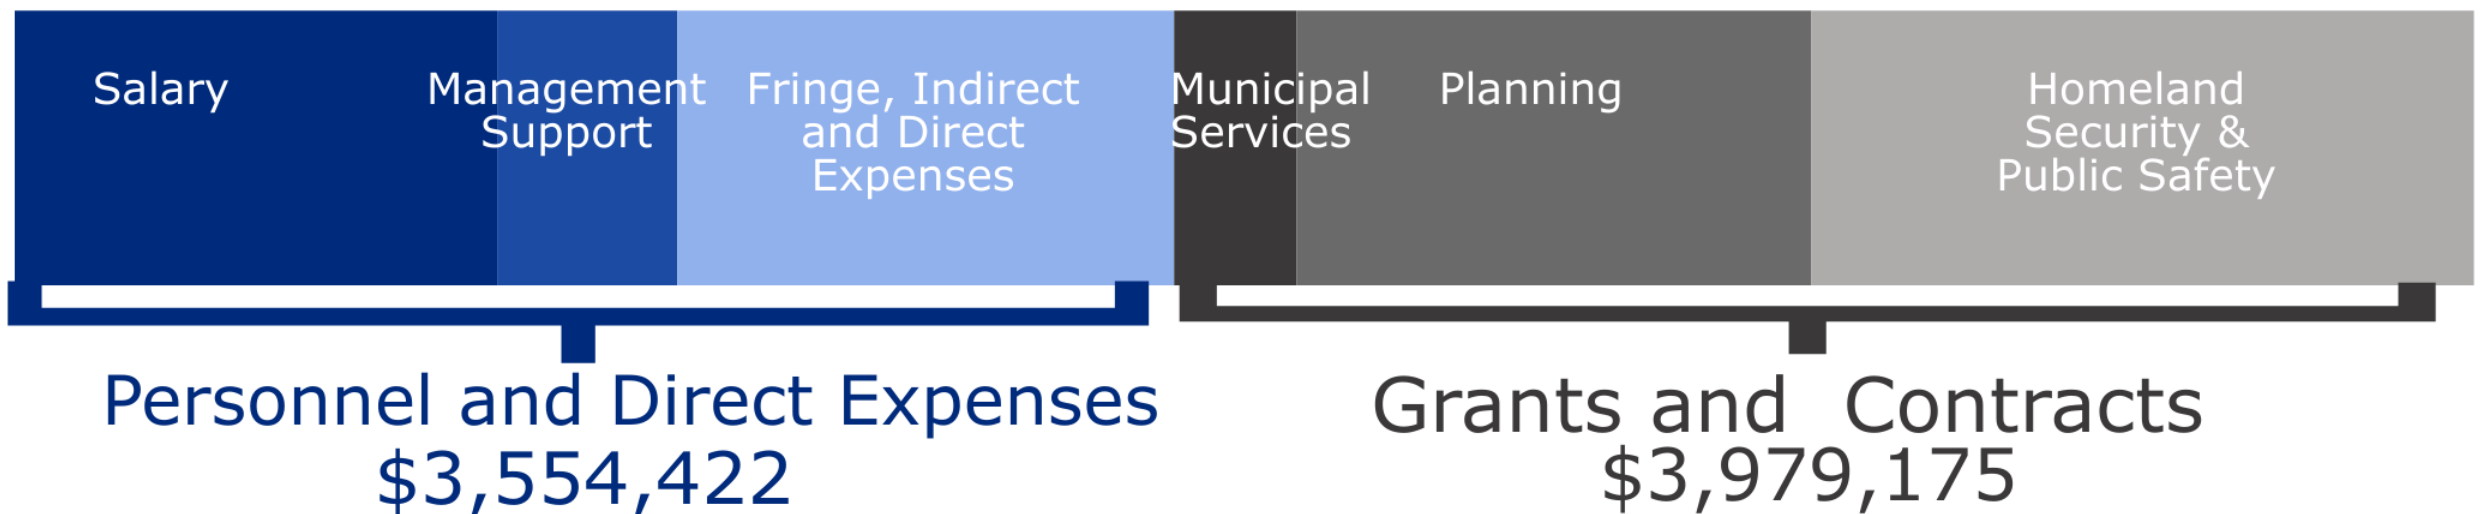 Salary
Management
Support
Fringe, Indirect
and Direct
Expenses
Municipal
Services
Planning
Homeland
Security &
Public Safety
Personnel and Direct Expenses
$3,554,422
Grants and Contracts
$3,979,175